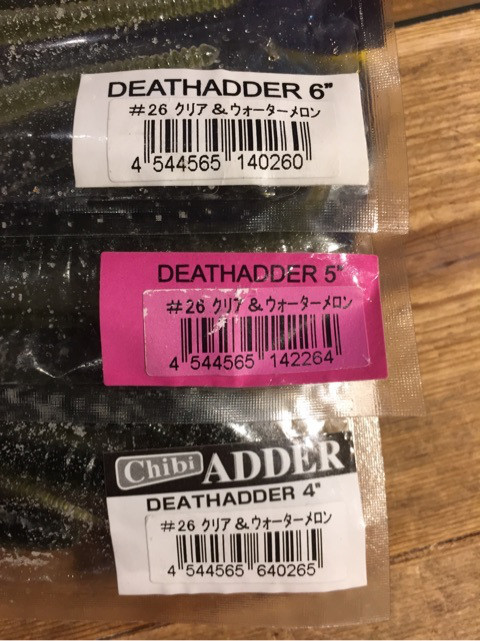 DEATHADDER 6"
#26 クリア&ウォーターメロン
4 544565 140260
DEATHADDER 5"
#26 クリア&ウォーターメロン
4 544565 142264
Chibi ADDER
DEATHADDER 4"
#26 クリア&ウォーターメロン
4 544565 640265